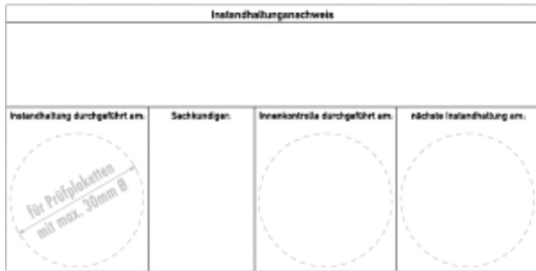 Instandhaltungsnachweis
Instandhaltung durchgeführt am:
Sachkundiger:
Innenkontrolle durchgeführt am:
nächste Instandhaltung am:
für Prüfplaketten
mit max. 30mm Ø